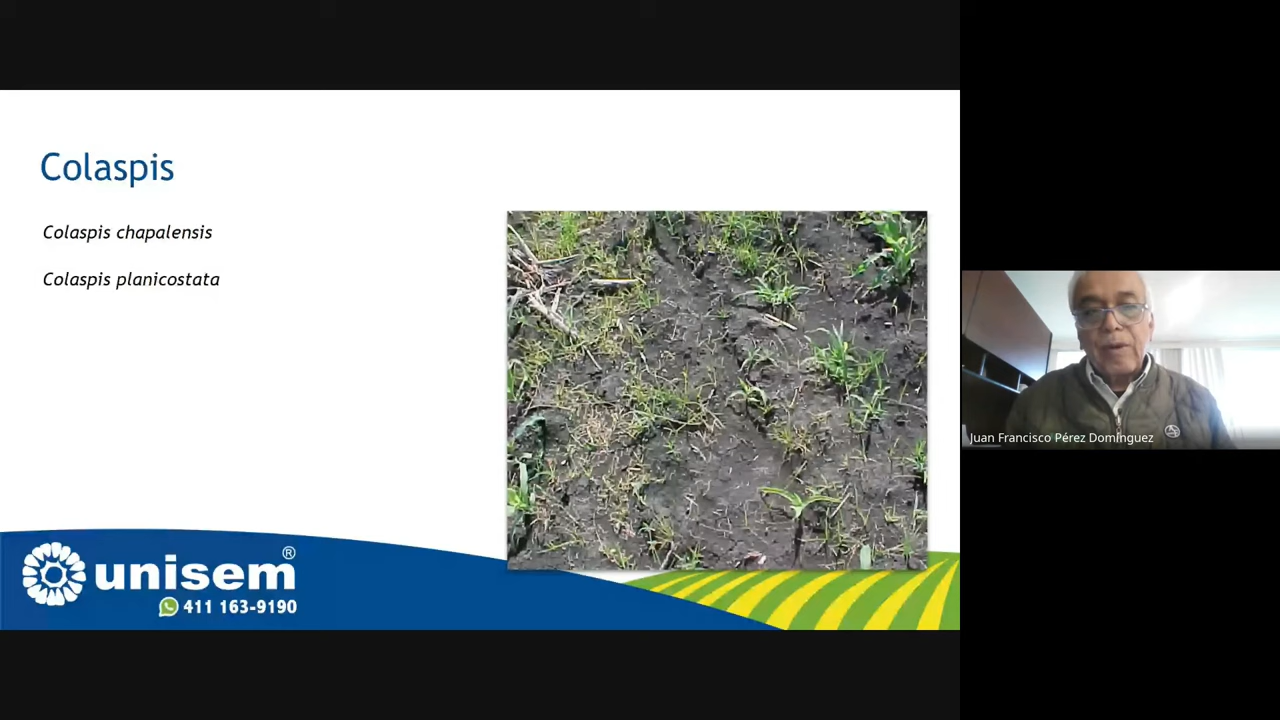 Colaspis
Colaspis chapalensis
Colaspis planicostata
unisem®
411 163-9190
Juan Francisco Pérez Domínguez